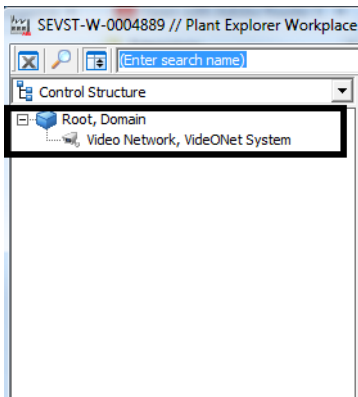 SEVST-W-0004889 // Plant Explorer Workplace
(Enter search name)
Control Structure
Root, Domain
Video Network, VideONet System